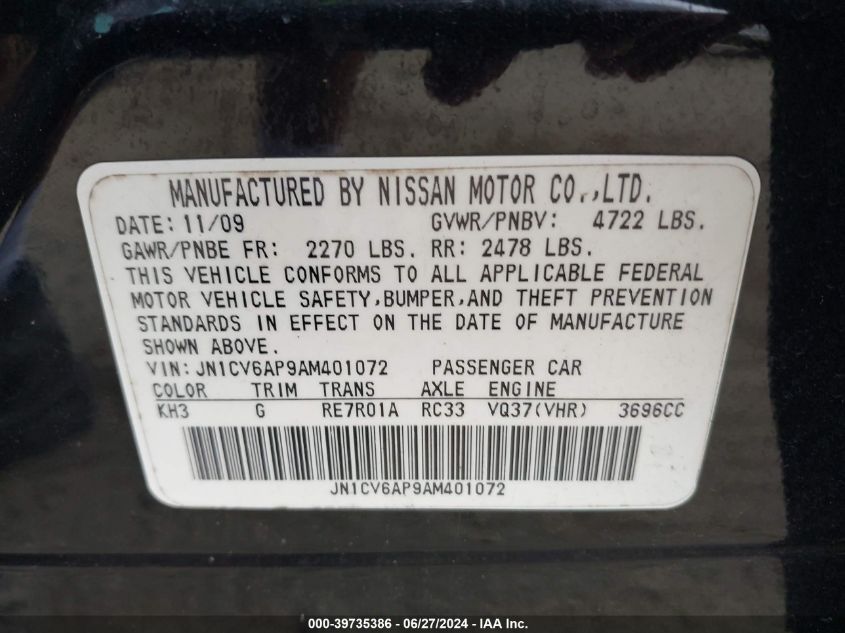 MANUFACTURED BY NISSAN MOTOR CO.,LTD.
DATE: 11/09 GVWR/PNBV: 4722 LBS.
GAWR/PNBE FR: 2270 LBS. RR: 2478 LBS.
THIS VEHICLE CONFORMS TO ALL APPLICABLE FEDERAL
MOTOR VEHICLE SAFETY,BUMPER,AND THEFT PREVENTION
STANDARDS IN EFFECT ON THE DATE OF MANUFACTURE
SHOWN ABOVE.
VIN: JN1CV6AP9AM401072 PASSENGER CAR
COLOR TRIM TRANS AXLE ENGINE
KH3 G RE7R01A RC33 VQ37(VHR) 3696CC
JN1CV6AP9AM401072
000-39735386 - 06/27/2024 - IAA Inc.